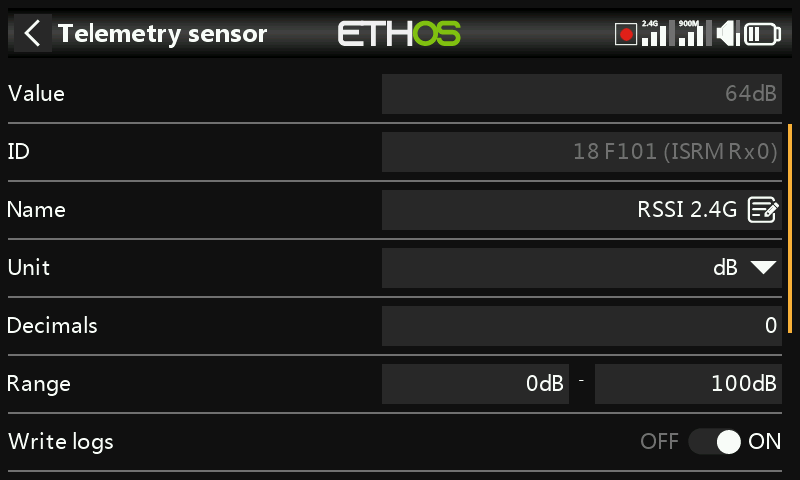 Telemetry sensor ETHOS 2.4G 900M
Value 64dB
ID 18 F101 (ISRM Rx0)
Name RSSI 2.4G
Unit dB
Decimals 0
Range 0dB - 100dB
Write logs OFF ON